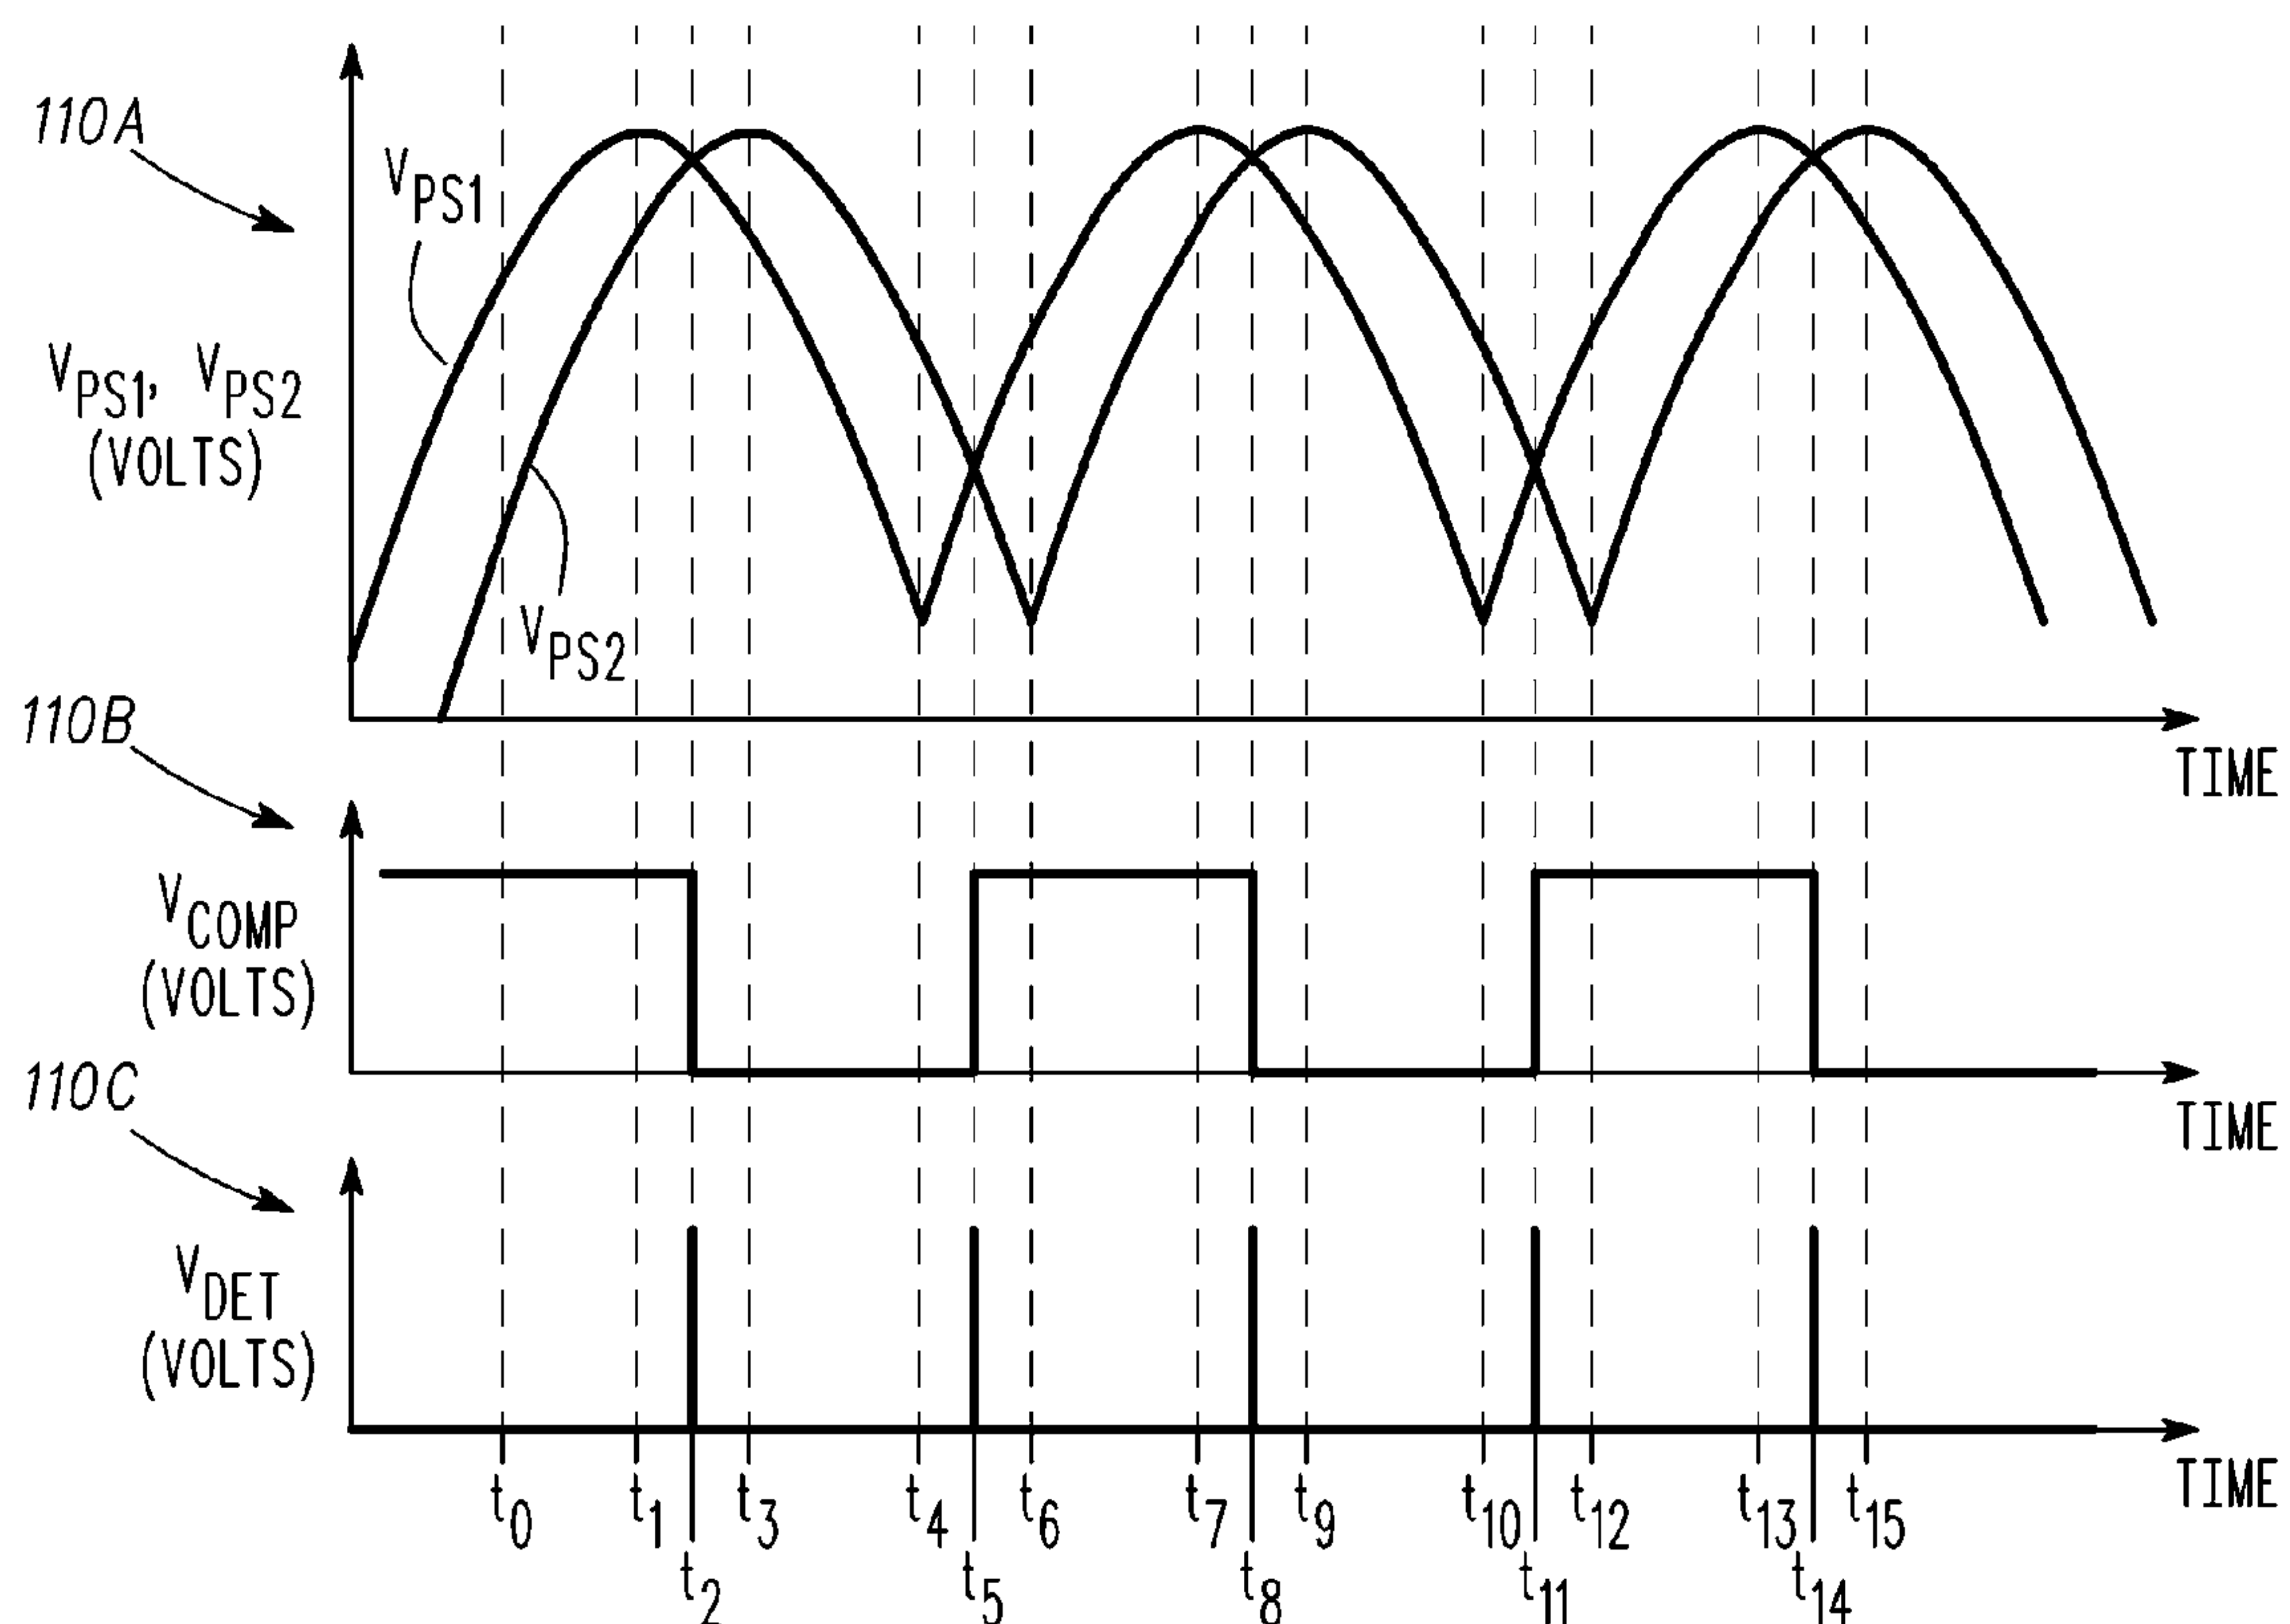 110A
VPS1
VPS1, VPS2
(VOLTS)
VPS2
110B
TIME
VCOMP
(VOLTS)
110C
TIME
VDET
(VOLTS)
TIME
t0 t1 t3 t4 t6 t7 t9 t10 t12 t13 t15
t2 t5 t8 t11 t14